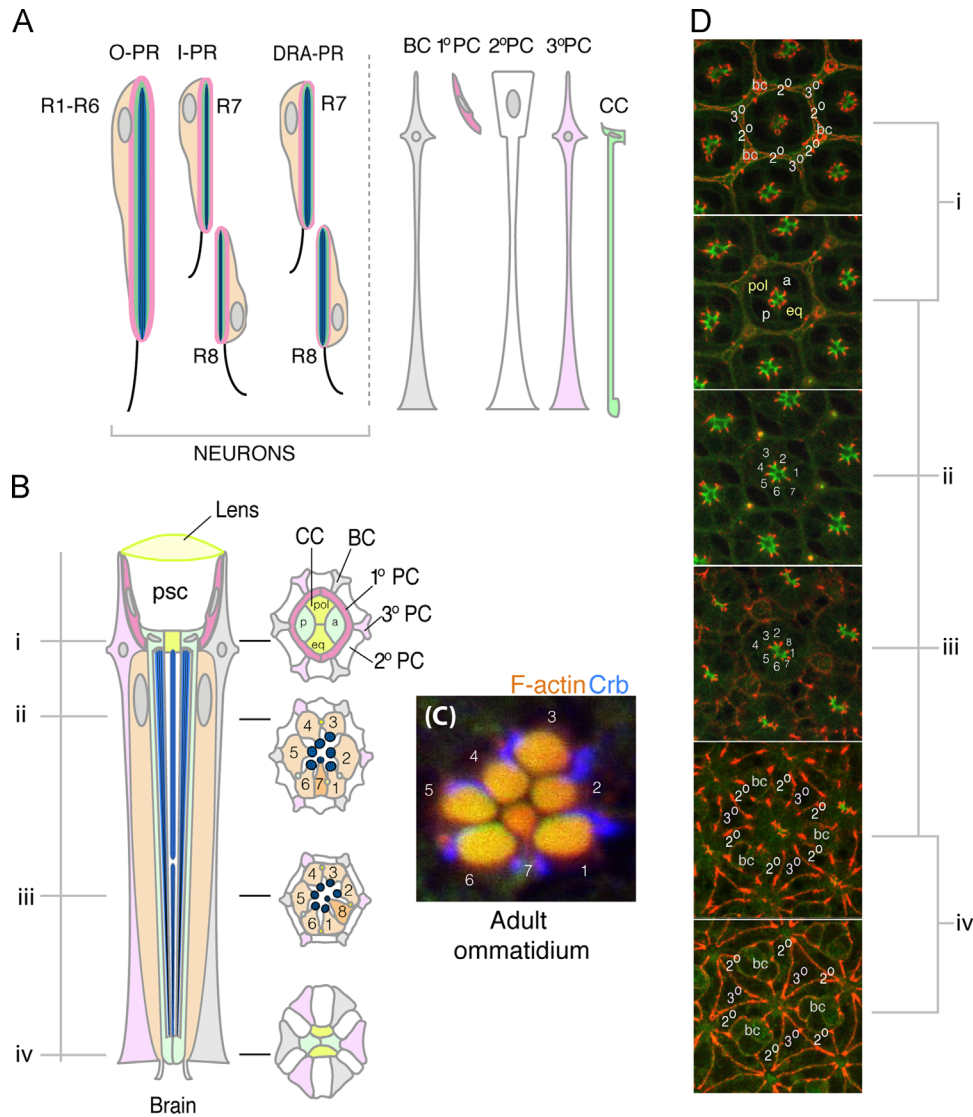 A
O-PR I-PR DRA-PR
R1-R6 R7 R7
R8 R8
NEURONS
BC 1º PC 2ºPC 3ºPC
CC
B
Lens
psc
i
ii
iii
iv
Brain
CC BC
1º PC
3º PC
2º PC
pol
p a
eq
4 3
5 2
6 7 1
4 3
5 2
8
6 1
F-actin Crb
(C)
3
4
2
5
6 7 1
Adult
ommatidium
D
bc 2º 3º
3º 2º
2º bc
bc 2º 3º 2º
i
a
pol
p eq
3 2
4 1
5 6 7
ii
3 2
4 8 1
5 6 7
iii
bc 2º
2º 3º
3º 2º
2º bc
bc 2º 3º 2º
iv
2º bc 2º
3º 2º
3º bc
2º bc 3º 2º
2º